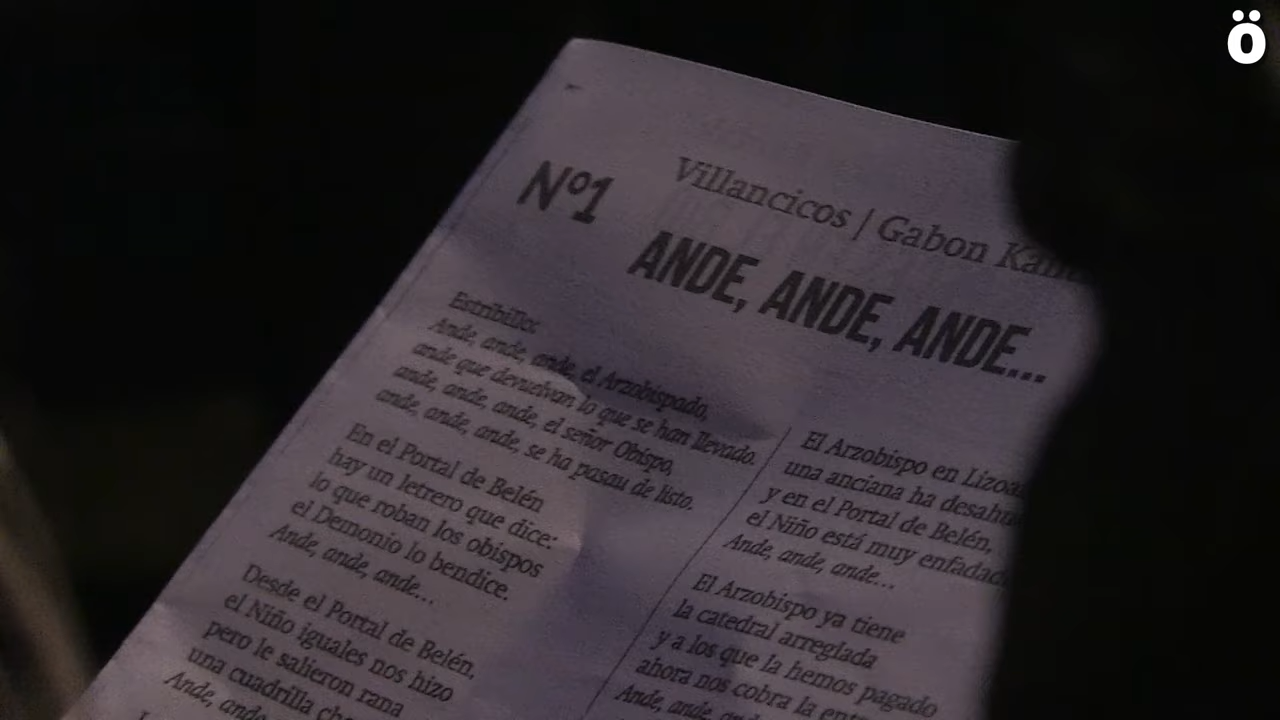 ö
Nº1
Villancicos | Gabon
ANDE, ANDE, ANDE...
Estribillo:
Ande, ande, ande, el Arzobispado,
ande que devuelvan lo que se han llevado.
ande, ande, ande, el señor Obispo,
ande, ande, ande, se ha pasau de listo.
En el Portal de Belén
hay un letrero que dice:
lo que roban los obispos
el Demonio lo bendice.
Ande, ande, ande...
Desde el Portal de Belén,
el Niño iguales nos hizo
pero le salieron rana
una cuadrilla
Ande, ande
El Arzobispo en
una anciana ha
y en el Portal de Belén,
el Niño está muy
Ande, ande, ande...
El Arzobispo ya tiene
la catedral arreglada
y a los que la hemos pagado
ahora nos cobra la
Ande, ande,